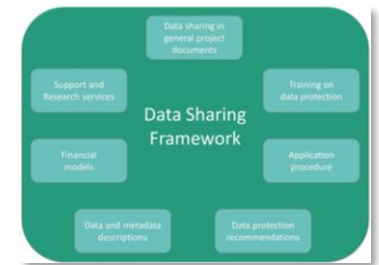 Data sharing in
general project
documents
Support and
Research services
Training on
data protection
Data Sharing
Framework
Financial
models
Application
procedure
Data and metadata
descriptions
Data protection
recommendations